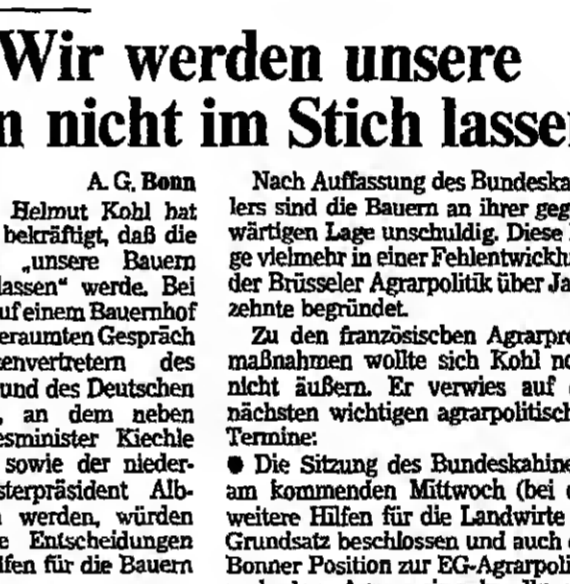 Wir werden unsere
n nicht im Stich lasse
A. G. Bonn
Helmut Kohl hat
bekräftigt, daß die
„unsere Bauern
lassen“ werde. Bei
uf einem Bauernhof
eraumten Gespräch
envertretern des
und des Deutschen
, an dem neben
esminister Kiechle
sowie der nieder-
sterpräsident Alb-
werden, würden
e Entscheidungen
lfen für die Bauern
Nach Auffassung des Bundeska
lers sind die Bauern an ihrer geg
wärtigen Lage unschuldig. Diese
ge vielmehr in einer Fehlentwickl
der Brüsseler Agrarpolitik über Ja
zehnte begründet.
Zu den französischen Agrarpre
maßnahmen wollte sich Kohl no
nicht äußern. Er verwies auf
nächsten wichtigen agrarpolitisch
Termine:
● Die Sitzung des Bundeskabine
am kommenden Mittwoch (bei d
weitere Hilfen für die Landwirte
Grundsatz beschlossen und auch
Bonner Position zur EG-Agrarpoli